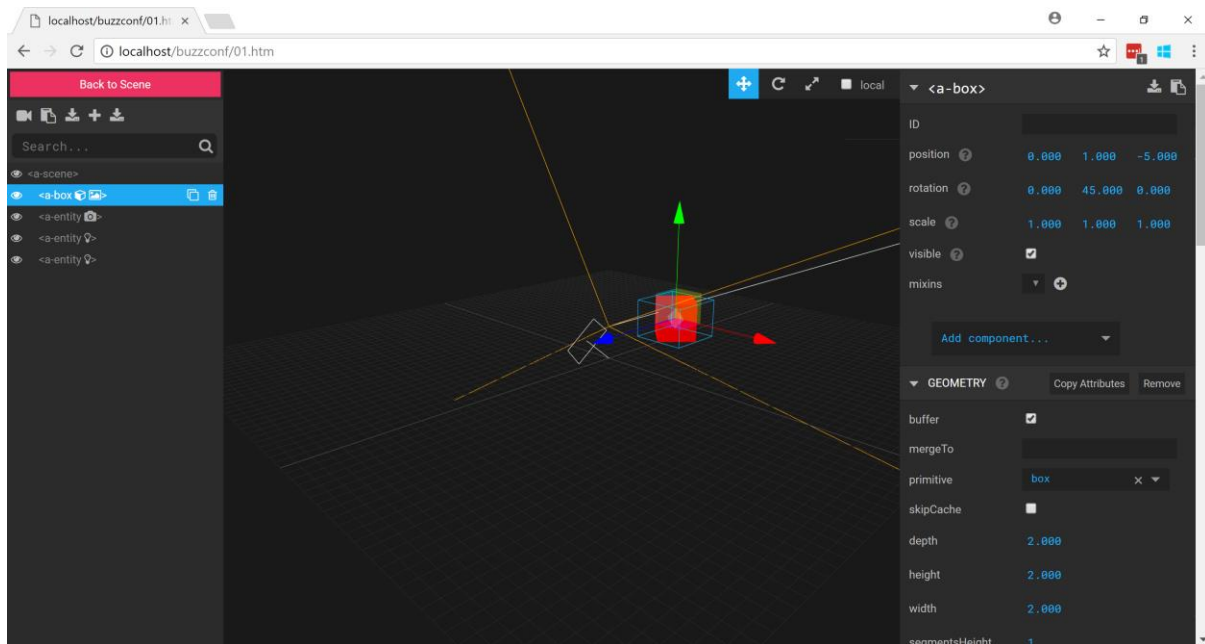 localhost/buzzconf/01.ht
localhost/buzzconf/01.htm
Back to Scene
Search...
<a-scene>
<a-box>
<a-entity>
<a-entity>
<a-entity>
local
<a-box>
ID
position 0.000 1.000 -5.000
rotation 0.000 45.000 0.000
scale 1.000 1.000 1.000
visible
mixins
Add component...
GEOMETRY Copy Attributes Remove
buffer
mergeTo
primitive box
skipCache
depth 2.000
height 2.000
width 2.000
segmentsHeight 1